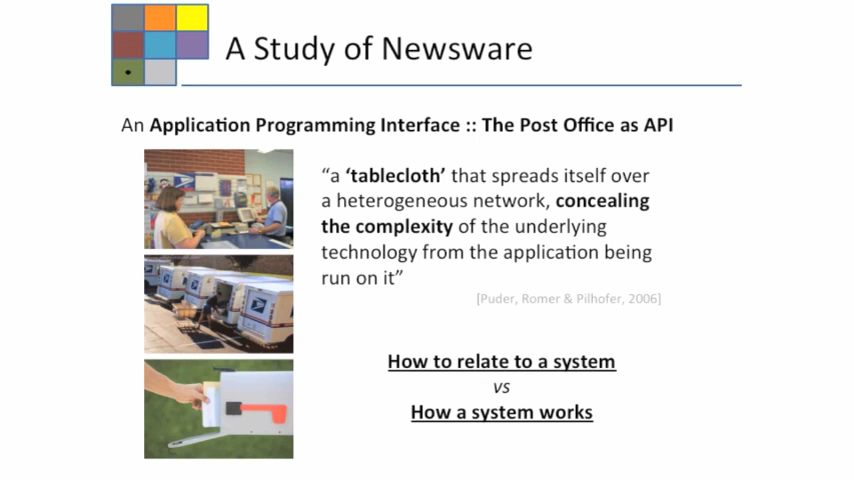 A Study of Newsware
An Application Programming Interface :: The Post Office as API
“a ‘tablecloth’ that spreads itself over
a heterogeneous network, concealing
the complexity of the underlying
technology from the application being
run on it”
[Puder, Romer & Pilhofer, 2006]
How to relate to a system
vs
How a system works